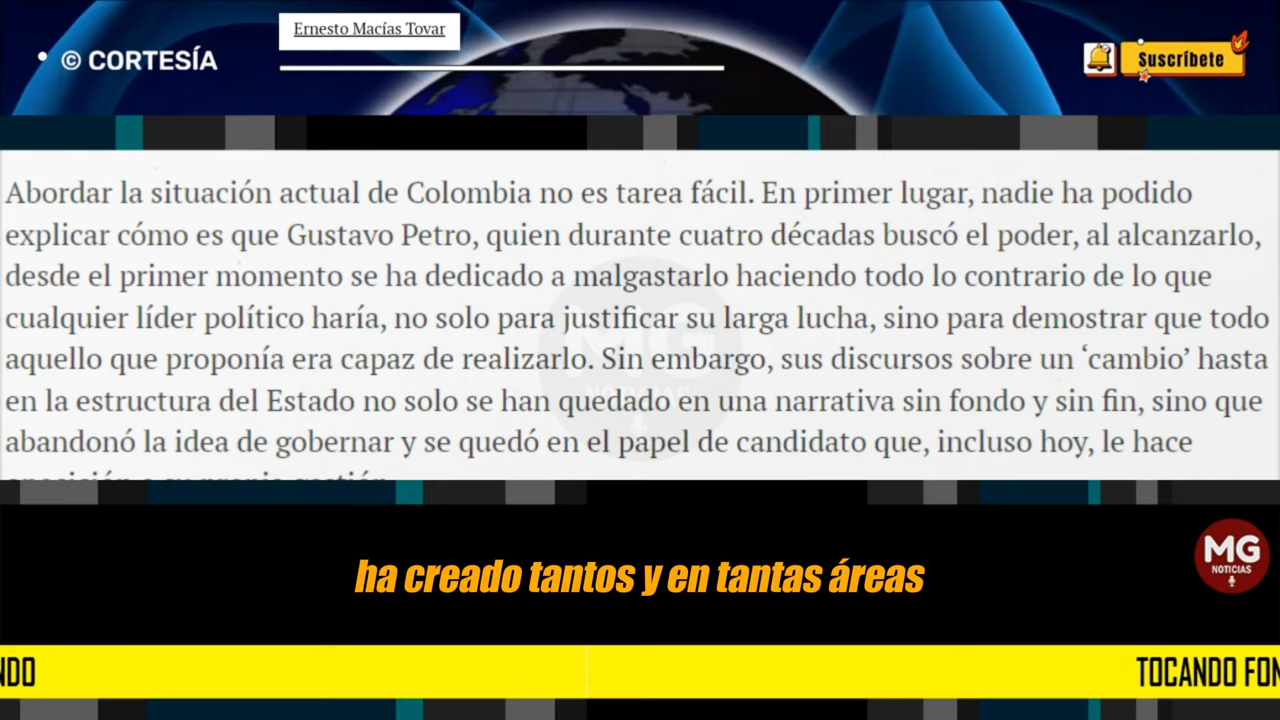 Ernesto Macías Tovar
© CORTESÍA
Suscríbete
Abordar la situación actual de Colombia no es tarea fácil. En primer lugar, nadie ha podido
explicar cómo es que Gustavo Petro, quien durante cuatro décadas buscó el poder, al alcanzarlo,
desde el primer momento se ha dedicado a malgastarlo haciendo todo lo contrario de lo que
cualquier líder político haría, no solo para justificar su larga lucha, sino para demostrar que todo
aquello que proponía era capaz de realizarlo. Sin embargo, sus discursos sobre un ‘cambio’ hasta
en la estructura del Estado no solo se han quedado en una narrativa sin fondo y sin fin, sino que
abandonó la idea de gobernar y se quedó en el papel de candidato que, incluso hoy, le hace
ha creado tantos y en tantas áreas
MG
NOTICIAS
NDO
TOCANDO FON